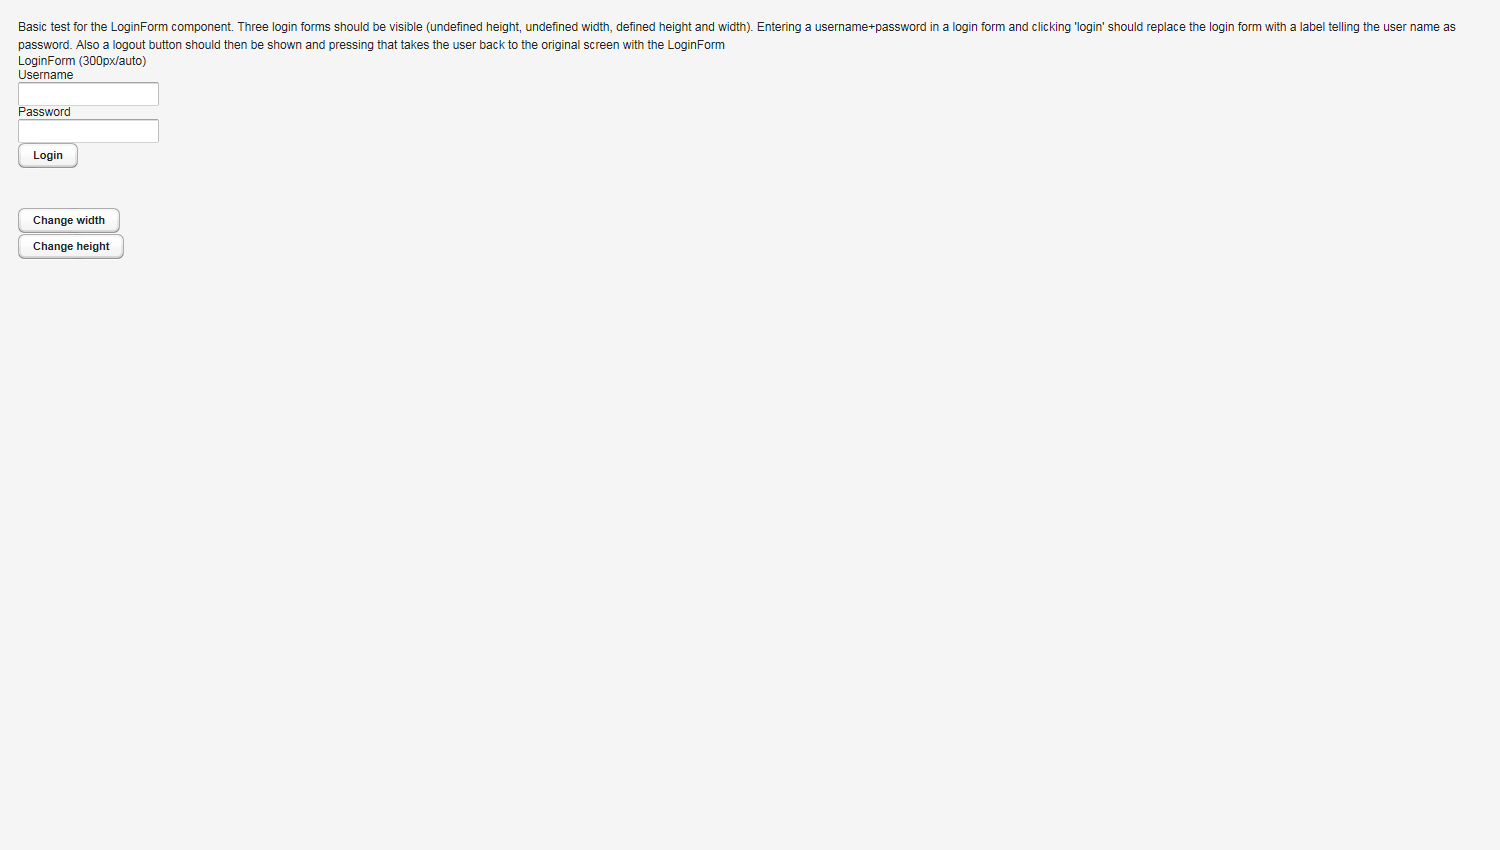 Basic test for the LoginForm component. Three login forms should be visible (undefined height, undefined width, defined height and width). Entering a username+password in a login form and clicking 'login' should replace the login form with a label telling the user name as
password. Also a logout button should then be shown and pressing that takes the user back to the original screen with the LoginForm
LoginForm (300px/auto)
Username
Password
Login
Change width
Change height